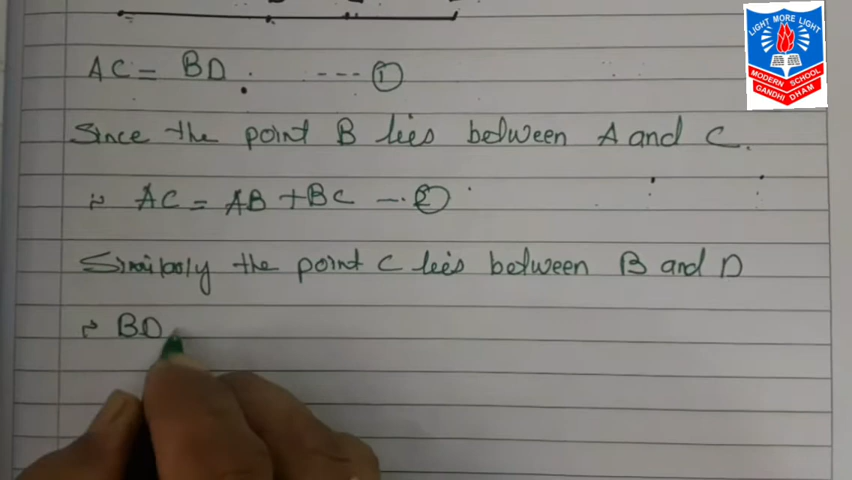 LIGHT MORE LIGHT
MODERN SCHOOL
GANDHI DHAM
AC = BD. --- ①
Since the point B lies between A and C.
∴ AC = AB + BC --- ②
Similarly the point C lies between B and D
∴ BD